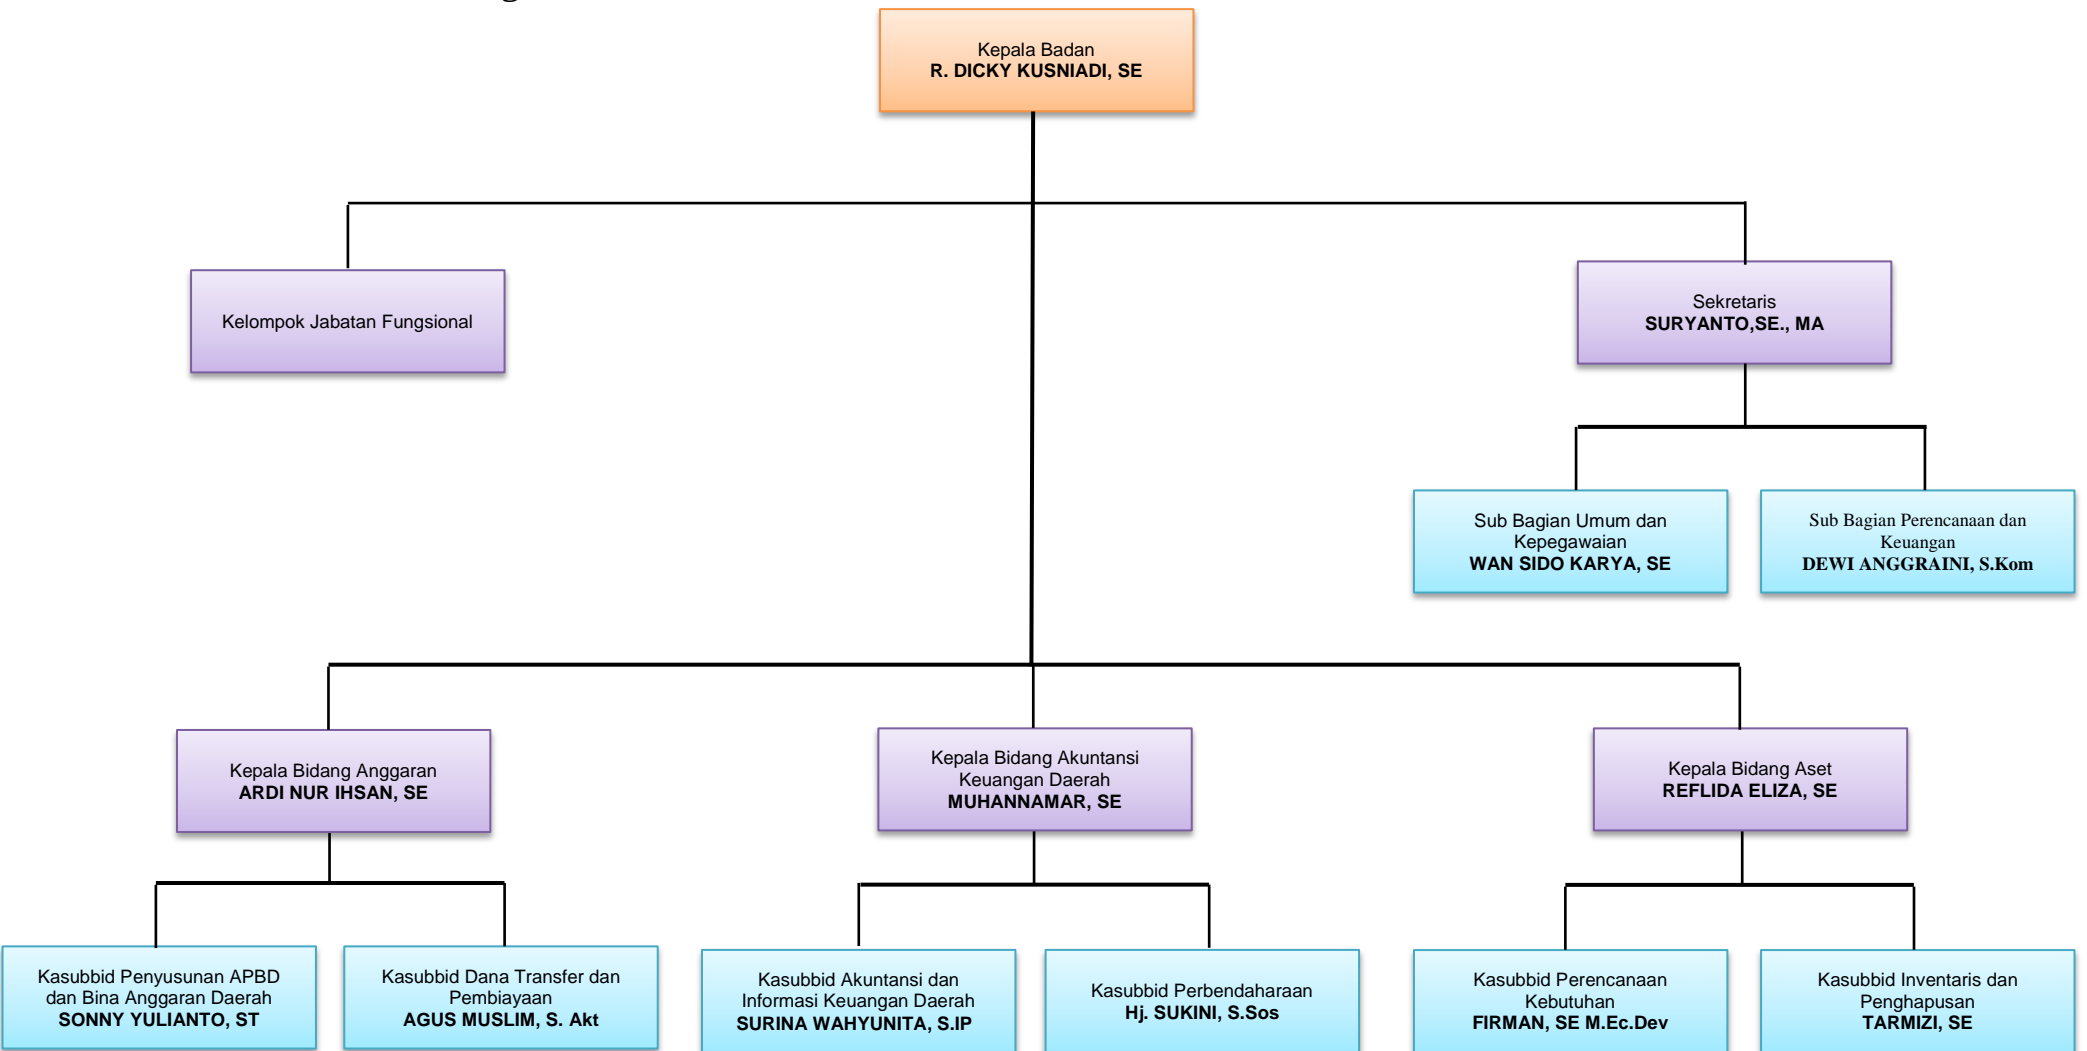 Kepala Badan
R. DICKY KUSNIADI, SE
Kelompok Jabatan Fungsional
Sekretaris
SURYANTO,SE., MA
Sub Bagian Umum dan
Kepegawaian
WAN SIDO KARYA, SE
Sub Bagian Perencanaan dan
Keuangan
DEWI ANGGRAINI, S.Kom
Kepala Bidang Anggaran
ARDI NUR IHSAN, SE
Kepala Bidang Akuntansi
Keuangan Daerah
MUHANNAMAR, SE
Kepala Bidang Aset
REFLIDA ELIZA, SE
Kasubbid Penyusunan APBD
dan Bina Anggaran Daerah
SONNY YULIANTO, ST
Kasubbid Dana Transfer dan
Pembiayaan
AGUS MUSLIM, S. Akt
Kasubbid Akuntansi dan
Informasi Keuangan Daerah
SURINA WAHYUNITA, S.IP
Kasubbid Perbendaharaan
Hj. SUKINI, S.Sos
Kasubbid Perencanaan
Kebutuhan
FIRMAN, SE M.Ec.Dev
Kasubbid Inventaris dan
Penghapusan
TARMIZI, SE